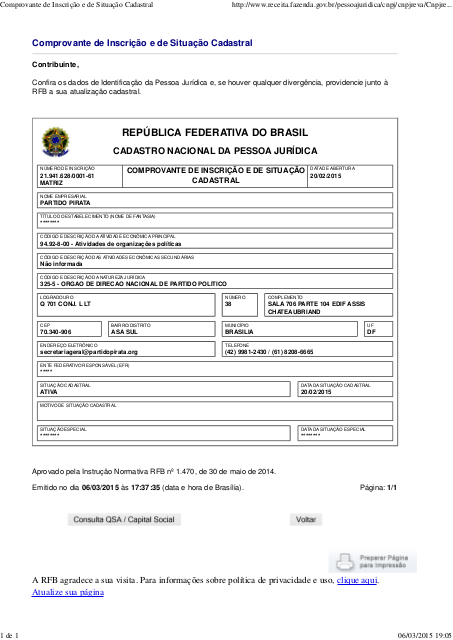 Comprovante de Inscrição e de Situação Cadastral http://www.receita.fazenda.gov.br/pessoajuridica/cnpj/cnpjreva/Cnpjre...
Comprovante de Inscrição e de Situação Cadastral
Contribuinte,
Confira os dados de Identificação da Pessoa Jurídica e, se houver qualquer divergência, providencie junto à
RFB a sua atualização cadastral.
REPÚBLICA FEDERATIVA DO BRASIL
CADASTRO NACIONAL DA PESSOA JURÍDICA
NÚMERO DE INSCRIÇÃO
21.941.628/0001-61
MATRIZ
COMPROVANTE DE INSCRIÇÃO E DE SITUAÇÃO
CADASTRAL
DATA DE ABERTURA
20/02/2015
NOME EMPRESARIAL
PARTIDO PIRATA
TÍTULO DO ESTABELECIMENTO (NOME DE FANTASIA)
********
CÓDIGO E DESCRIÇÃO DA ATIVIDADE ECONÔMICA PRINCIPAL
94.92-8-00 - Atividades de organizações políticas
CÓDIGO E DESCRIÇÃO DAS ATIVIDADES ECONÔMICAS SECUNDÁRIAS
Não informada
CÓDIGO E DESCRIÇÃO DA NATUREZA JURÍDICA
325-5 - ORGAO DE DIRECAO NACIONAL DE PARTIDO POLITICO
LOGRADOURO
Q 701 CONJ. L LT
NÚMERO
38
COMPLEMENTO
SALA 706 PARTE 104 EDIF ASSIS
CHATEAUBRIAND
CEP
70.340-906
BAIRRO/DISTRITO
ASA SUL
MUNICÍPIO
BRASILIA
UF
DF
ENDEREÇO ELETRÔNICO
secretariageral@partidopirata.org
TELEFONE
(42) 9981-2430 / (61) 8208-6665
ENTE FEDERATIVO RESPONSÁVEL (EFR)
*****
SITUAÇÃO CADASTRAL
ATIVA
DATA DA SITUAÇÃO CADASTRAL
20/02/2015
MOTIVO DE SITUAÇÃO CADASTRAL
SITUAÇÃO ESPECIAL
********
DATA DA SITUAÇÃO ESPECIAL
********
Aprovado pela Instrução Normativa RFB nº 1.470, de 30 de maio de 2014.
Emitido no dia 06/03/2015 às 17:37:35 (data e hora de Brasília). Página: 1/1
Consulta QSA / Capital Social Voltar
Preparar Página
para Impressão
A RFB agradece a sua visita. Para informações sobre política de privacidade e uso, clique aqui.
Atualize sua página
1 de 1 06/03/2015 19:05